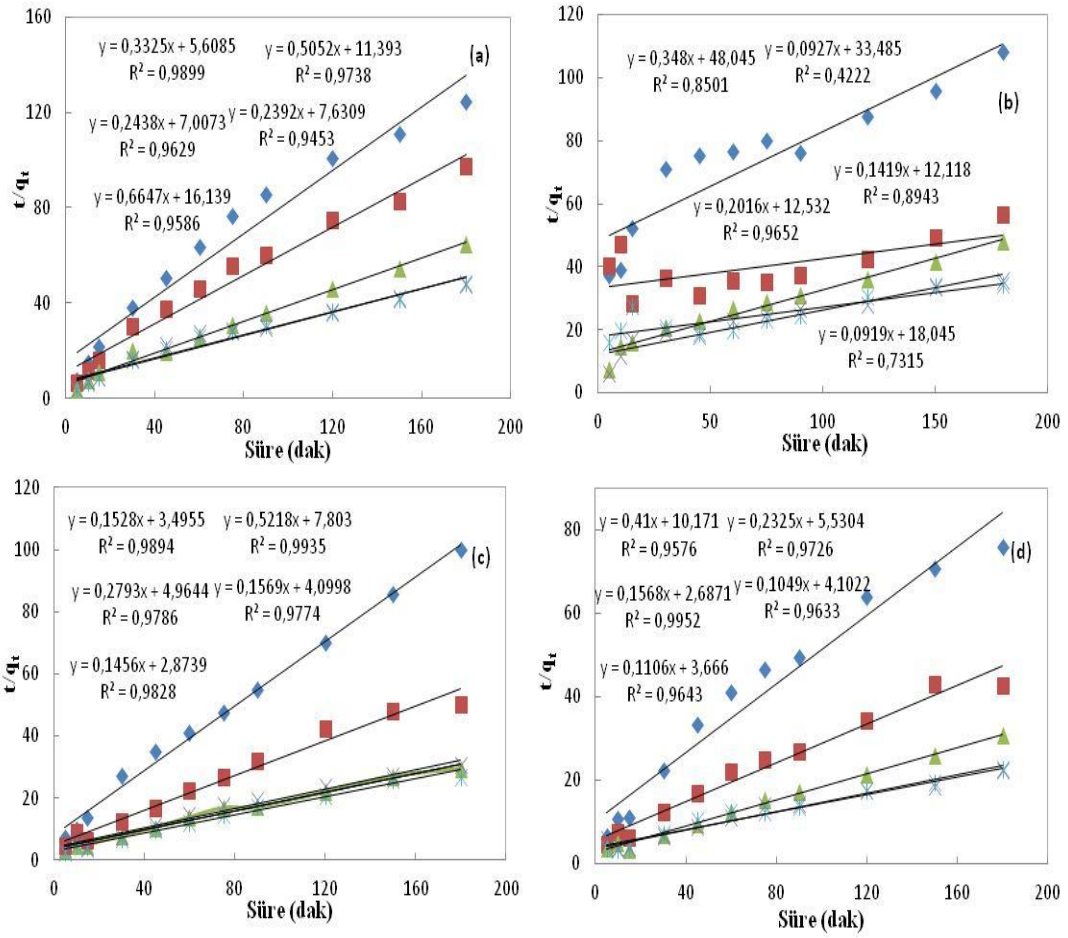 160
120
80
40
0
t/qt
y = 0,3325x + 5,6085
R² = 0,9899
y = 0,5052x + 11,393
R² = 0,9738
(a)
y = 0,2438x + 7,0073
R² = 0,9629
y = 0,2392x + 7,6309
R² = 0,9453
y = 0,6647x + 16,139
R² = 0,9586
0 40 80 120 160 200
Süre (dak)
120
100
80
60
40
20
0
t/qt
y = 0,348x + 48,045
R² = 0,8501
y = 0,0927x + 33,485
R² = 0,4222
(b)
y = 0,1419x + 12,118
R² = 0,8943
y = 0,2016x + 12,532
R² = 0,9652
y = 0,0919x + 18,045
R² = 0,7315
0 50 100 150 200
Süre (dak)
120
100
80
60
40
20
0
t/qt
y = 0,1528x + 3,4955
R² = 0,9894
y = 0,5218x + 7,803
R² = 0,9935
(c)
y = 0,2793x + 4,9644
R² = 0,9786
y = 0,1569x + 4,0998
R² = 0,9774
y = 0,1456x + 2,8739
R² = 0,9828
0 40 80 120 160 200
Süre (dak)
80
60
40
20
0
t/qt
y = 0,41x + 10,171
R² = 0,9576
y = 0,2325x + 5,5304
R² = 0,9726
(d)
y = 0,1568x + 2,6871
R² = 0,9952
y = 0,1049x + 4,1022
R² = 0,9633
y = 0,1106x + 3,666
R² = 0,9643
0 40 80 120 160 200
Süre (dak)